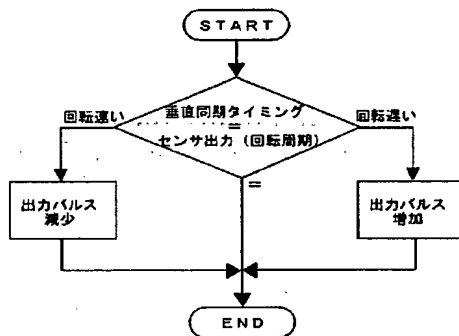 START
垂直同期タイミング
=
センサ出力（回転周期）
回転速い
回転遅い
=
出力パルス
減少
出力パルス
増加
END